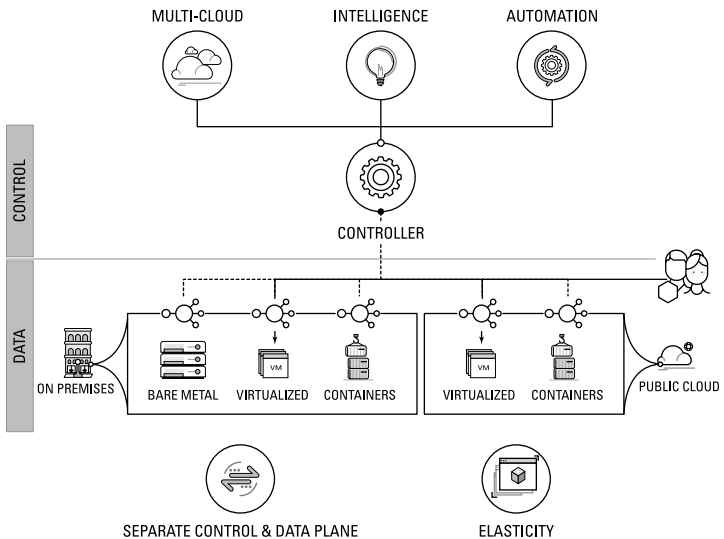 MULTI-CLOUD
INTELLIGENCE
AUTOMATION
CONTROL
CONTROLLER
DATA
ON PREMISES
BARE METAL
VM
VIRTUALIZED
CONTAINERS
VM
VIRTUALIZED
CONTAINERS
PUBLIC CLOUD
SEPARATE CONTROL & DATA PLANE
ELASTICITY